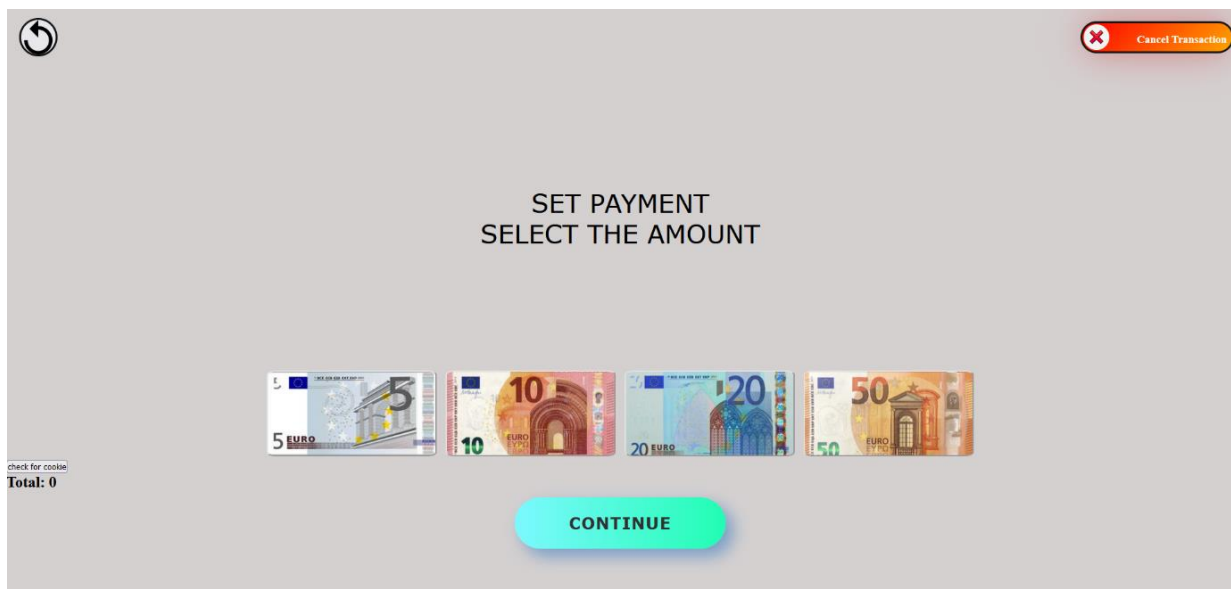 Cancel Transaction
SET PAYMENT
SELECT THE AMOUNT
5
5 EURO
10
10
EURO
20
20 EURO
50
50
EURO
check for cookie
Total: 0
CONTINUE